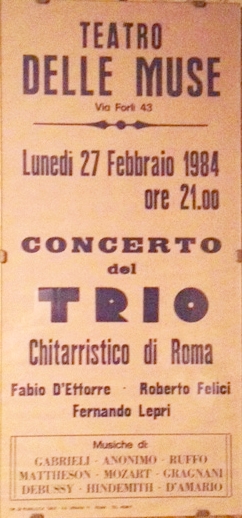 TEATRO
DELLE MUSE
Via Forlì 43
Lunedì 27 Febbraio 1984
ore 21.00
CONCERTO
del
TRIO
Chitarristico di Roma
Fabio D'Ettorre · Roberto Felici
Fernando Lepri
Musiche di:
GABRIELI - ANONIMO - RUFFO
MATTHESON - MOZART - GRAGNANI
DEBUSSY - HINDEMITH - D'AMARIO